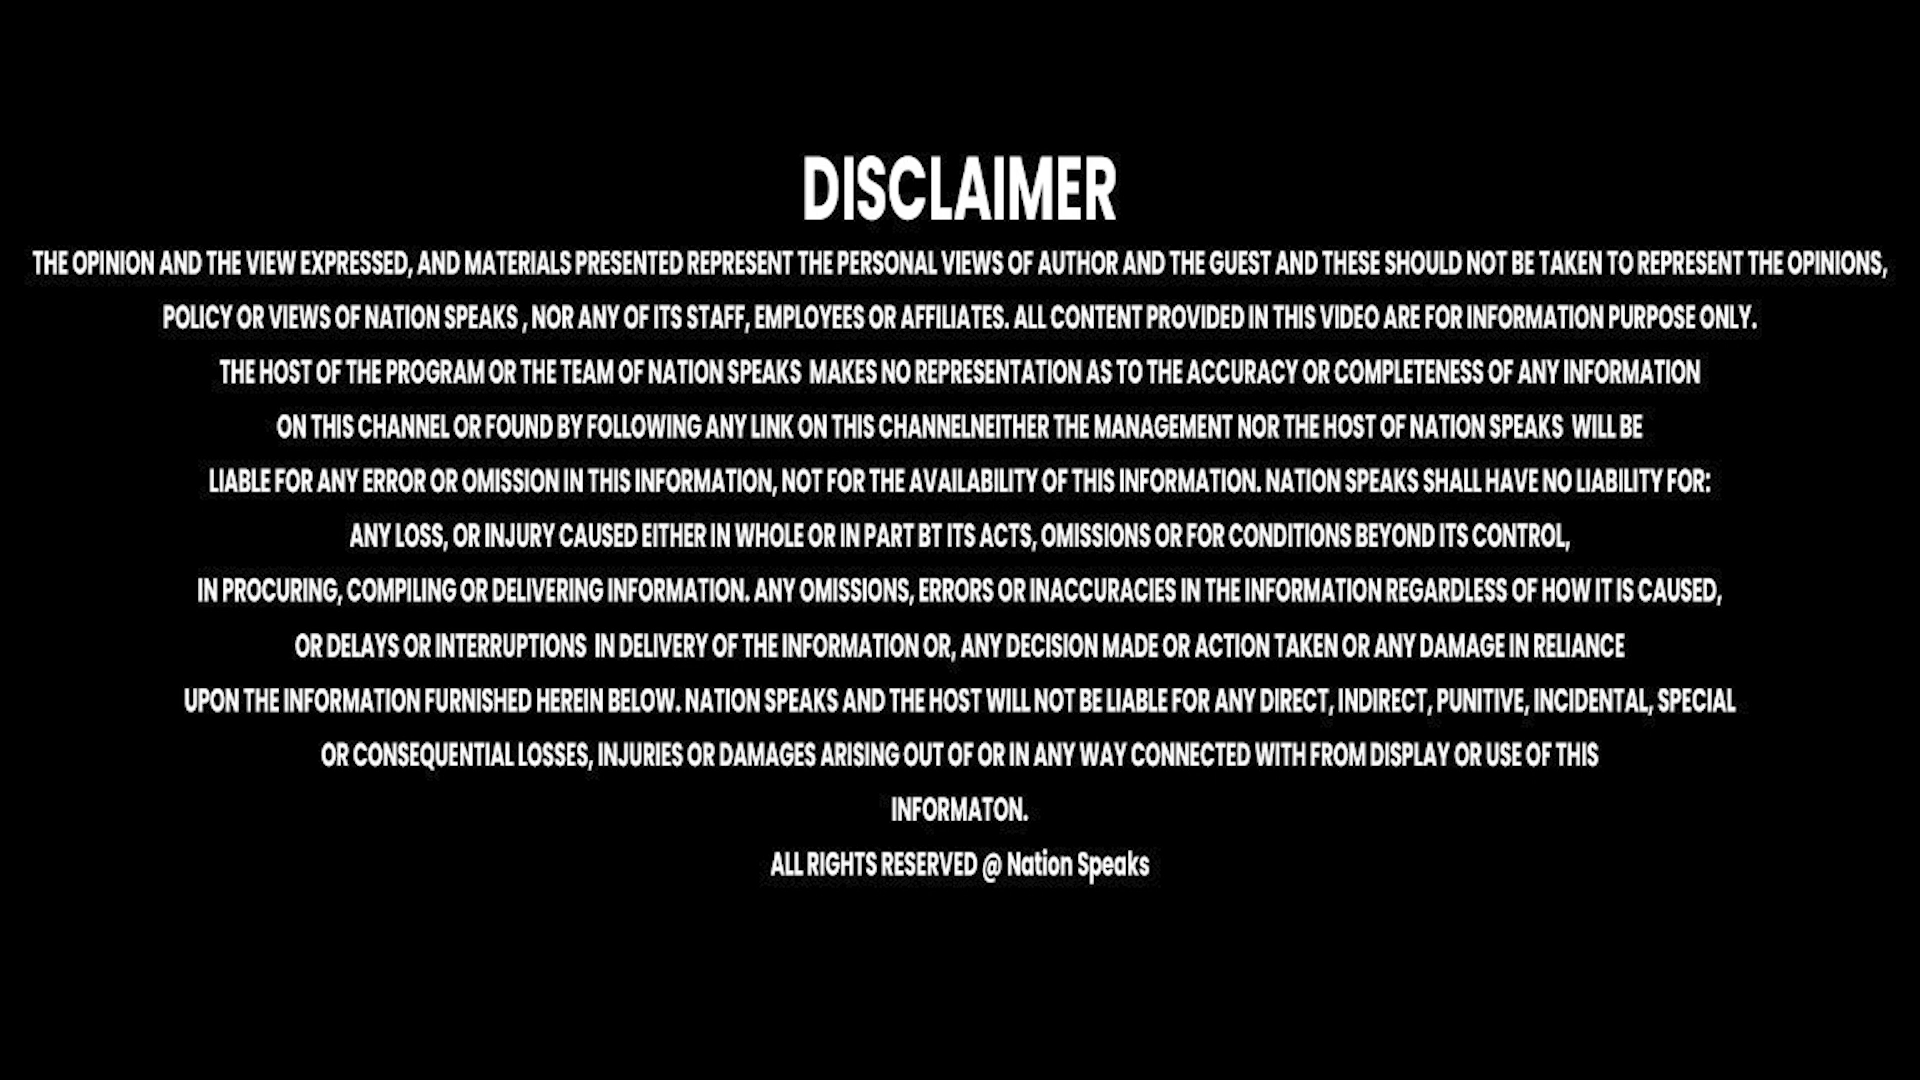 DISCLAIMER
THE OPINION AND THE VIEW EXPRESSED, AND MATERIALS PRESENTED REPRESENT THE PERSONAL VIEWS OF AUTHOR AND THE GUEST AND THESE SHOULD NOT BE TAKEN TO REPRESENT THE OPINIONS,
POLICY OR VIEWS OF NATION SPEAKS , NOR ANY OF ITS STAFF, EMPLOYEES OR AFFILIATES. ALL CONTENT PROVIDED IN THIS VIDEO ARE FOR INFORMATION PURPOSE ONLY.
THE HOST OF THE PROGRAM OR THE TEAM OF NATION SPEAKS MAKES NO REPRESENTATION AS TO THE ACCURACY OR COMPLETENESS OF ANY INFORMATION
ON THIS CHANNEL OR FOUND BY FOLLOWING ANY LINK ON THIS CHANNELNEITHER THE MANAGEMENT NOR THE HOST OF NATION SPEAKS WILL BE
LIABLE FOR ANY ERROR OR OMISSION IN THIS INFORMATION, NOT FOR THE AVAILABILITY OF THIS INFORMATION. NATION SPEAKS SHALL HAVE NO LIABILITY FOR:
ANY LOSS, OR INJURY CAUSED EITHER IN WHOLE OR IN PART BT ITS ACTS, OMISSIONS OR FOR CONDITIONS BEYOND ITS CONTROL,
IN PROCURING, COMPILING OR DELIVERING INFORMATION. ANY OMISSIONS, ERRORS OR INACCURACIES IN THE INFORMATION REGARDLESS OF HOW IT IS CAUSED,
OR DELAYS OR INTERRUPTIONS IN DELIVERY OF THE INFORMATION OR, ANY DECISION MADE OR ACTION TAKEN OR ANY DAMAGE IN RELIANCE
UPON THE INFORMATION FURNISHED HEREIN BELOW. NATION SPEAKS AND THE HOST WILL NOT BE LIABLE FOR ANY DIRECT, INDIRECT, PUNITIVE, INCIDENTAL, SPECIAL
OR CONSEQUENTIAL LOSSES, INJURIES OR DAMAGES ARISING OUT OF OR IN ANY WAY CONNECTED WITH FROM DISPLAY OR USE OF THIS
INFORMATON.
ALL RIGHTS RESERVED @ Nation Speaks